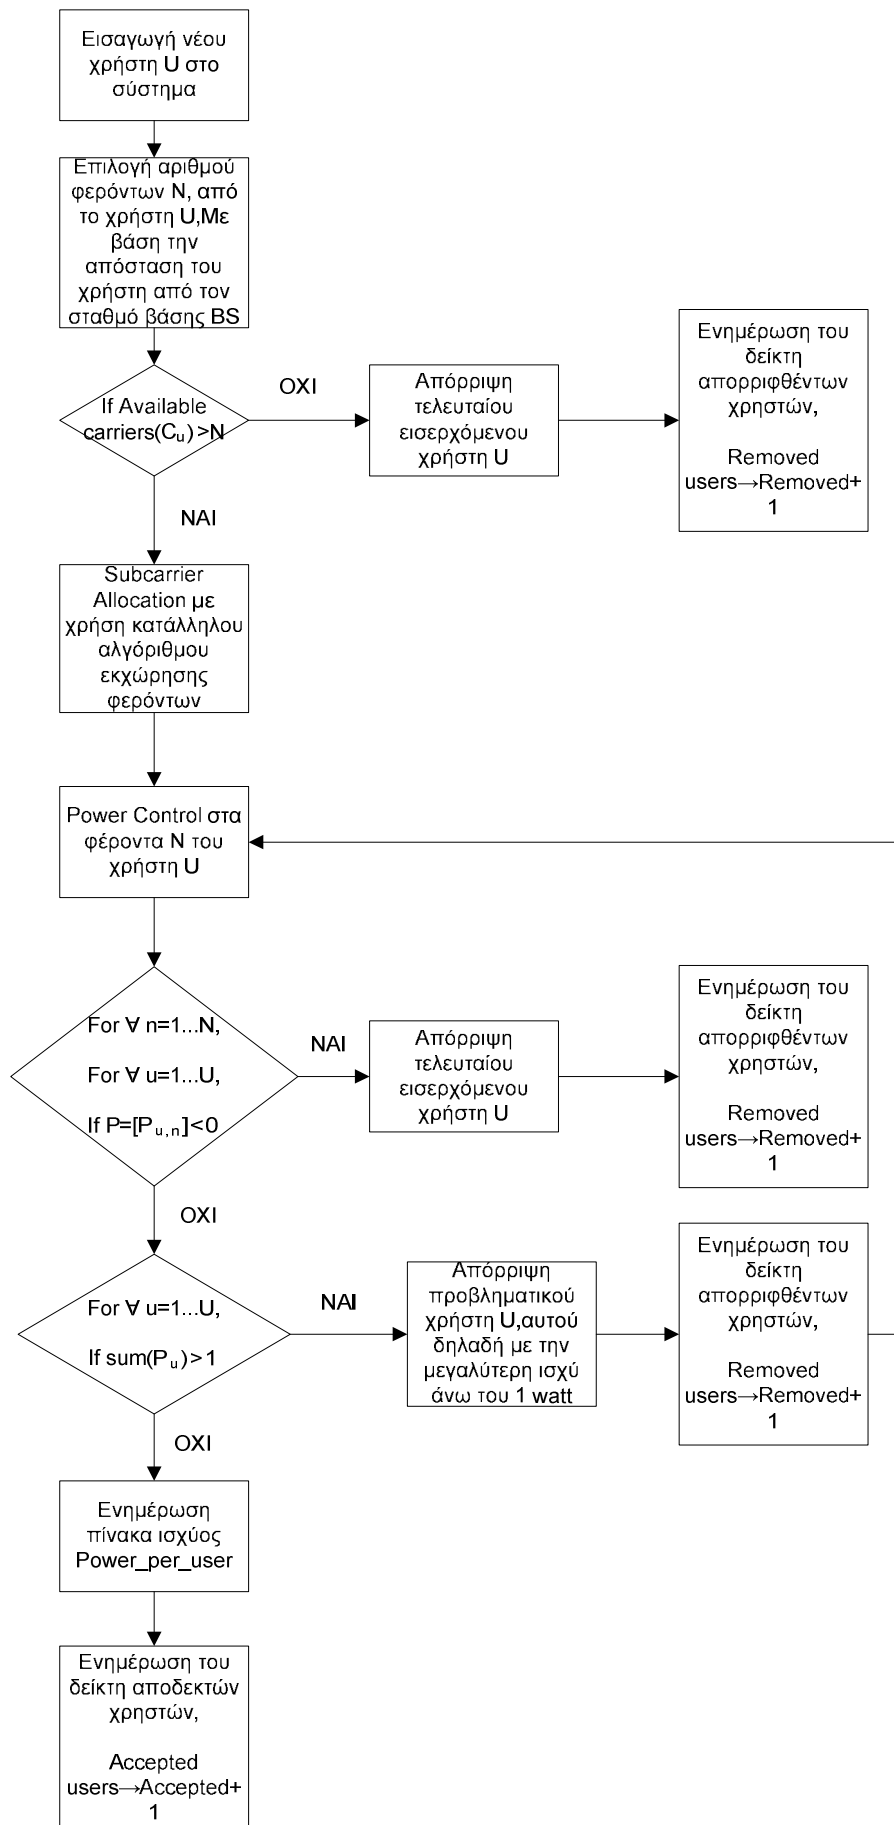 Εισαγωγή νέου
χρήστη U στο
σύστημα
Επιλογή αριθμού
φερόντων N, από
το χρήστη U,Με
βάση την
απόσταση του
χρήστη από τον
σταθμό βάσης BS
If Available
carriers(Cu)>N
ΟΧΙ
Απόρριψη
τελευταίου
εισερχόμενου
χρήστη U
Ενημέρωση του
δείκτη
απορριφθέντων
χρηστών,
Removed
users→Removed+
1
ΝΑΙ
Subcarrier
Allocation με
χρήση κατάλληλου
αλγόριθμου
εκχώρησης
φερόντων
Power Control στα
φέροντα N του
χρήστη U
For ∀ n=1...N,
For ∀ u=1...U,
If P=[Pu,n]<0
ΝΑΙ
Απόρριψη
τελευταίου
εισερχόμενου
χρήστη U
Ενημέρωση του
δείκτη
απορριφθέντων
χρηστών,
Removed
users→Removed+
1
ΟΧΙ
For ∀ u=1...U,
If sum(Pu)>1
ΝΑΙ
Απόρριψη
προβληματικού
χρήστη U,αυτού
δηλαδή με την
μεγαλύτερη ισχύ
άνω του 1 watt
Ενημέρωση του
δείκτη
απορριφθέντων
χρηστών,
Removed
users→Removed+
1
ΟΧΙ
Ενημέρωση
πίνακα ισχύος
Power_per_user
Ενημέρωση του
δείκτη αποδεκτών
χρηστών,
Accepted
users→Accepted+
1